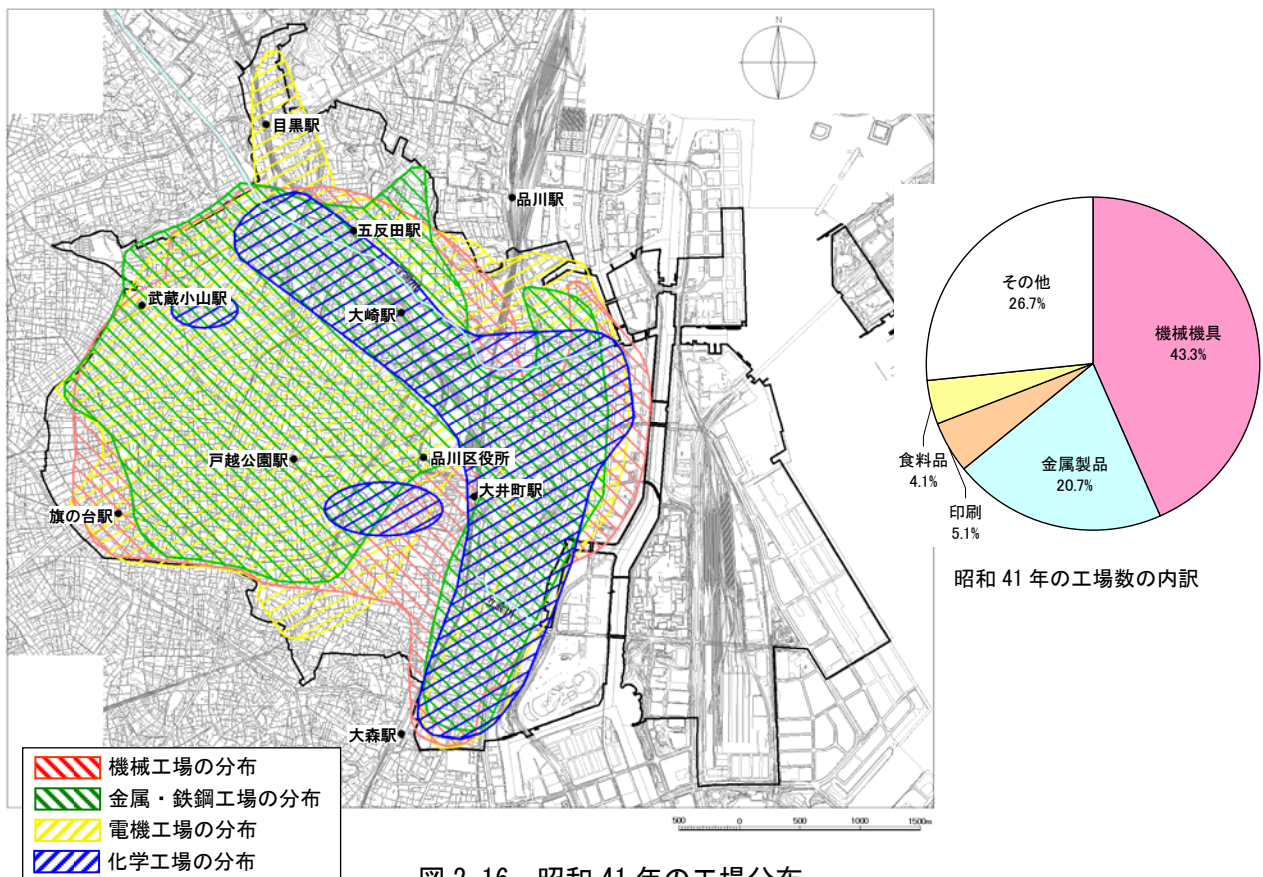 N
目黒駅
品川駅
五反田駅
武蔵小山駅
大崎駅
戸越公園駅
品川区役所
大井町駅
旗の台駅
大森駅
機械工場の分布
金属・鉄鋼工場の分布
電機工場の分布
化学工場の分布
500 0 500 1000 1500m
その他
26.7%
機械機具
43.3%
食料品
4.1%
金属製品
20.7%
印刷
5.1%
昭和 41 年の工場数の内訳
図 2-16 昭和 41 年の工場分布